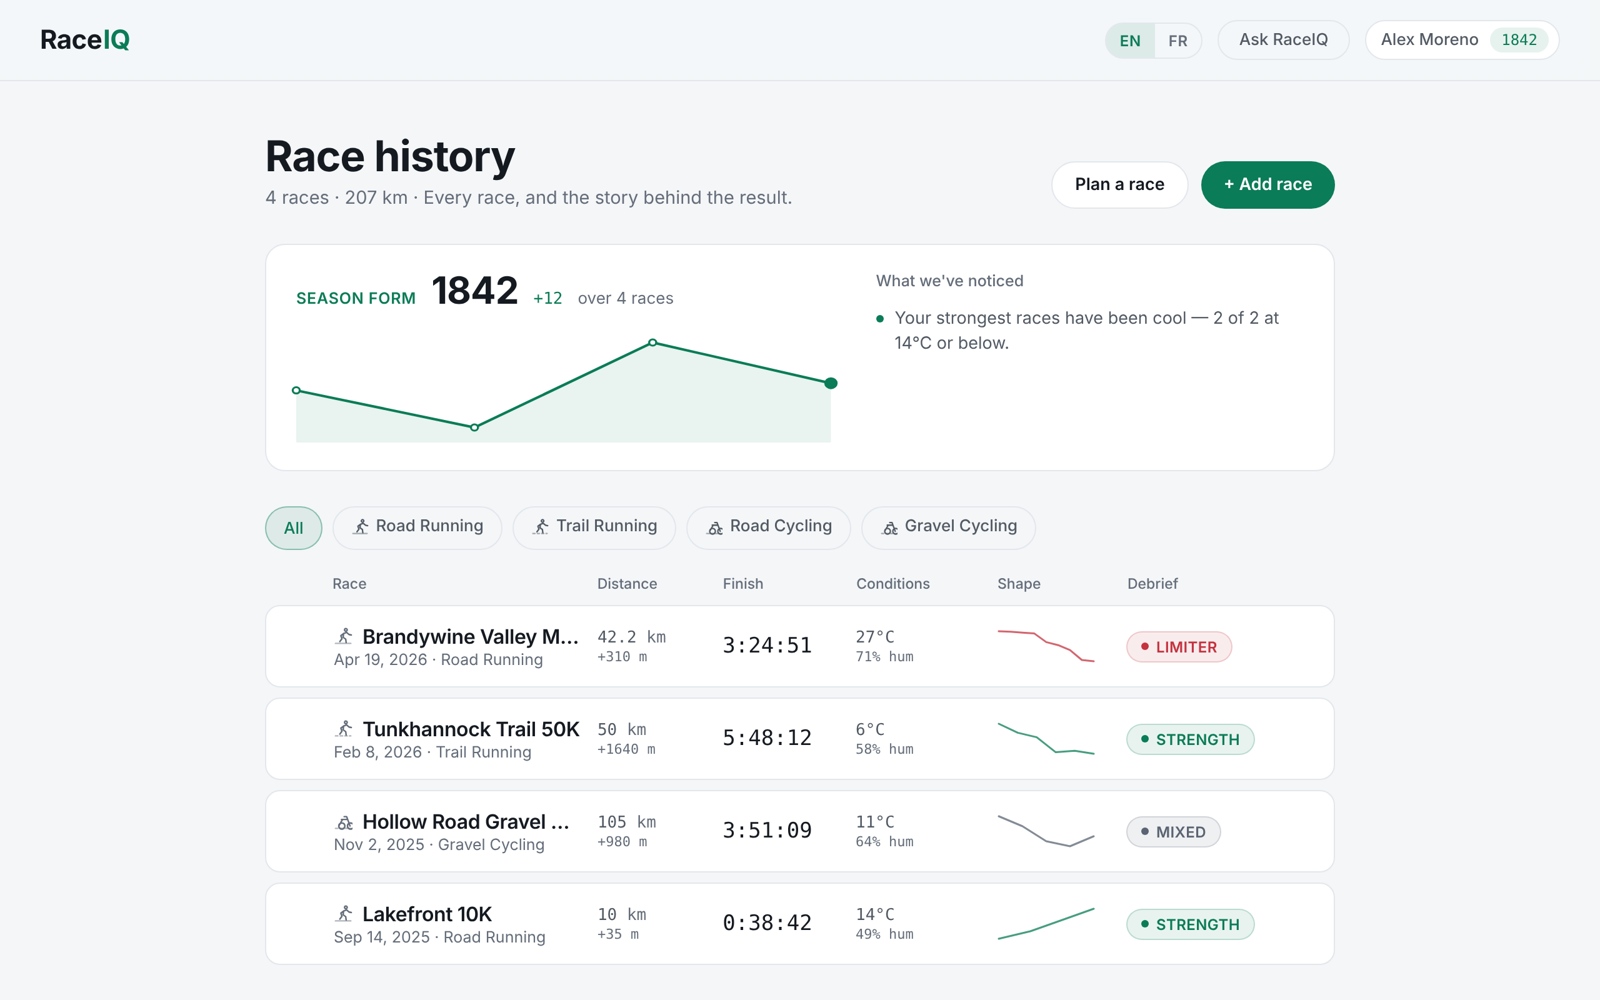 RaceIQ
EN FR Ask RaceIQ Alex Moreno 1842
Race history
4 races · 207 km · Every race, and the story behind the result.
Plan a race + Add race
SEASON FORM 1842 +12 over 4 races
What we've noticed
Your strongest races have been cool — 2 of 2 at
14°C or below.
All Road Running Trail Running Road Cycling Gravel Cycling
Race Distance Finish Conditions Shape Debrief
Brandywine Valley M... 42.2 km 3:24:51 27°C LIMITER
Apr 19, 2026 · Road Running +310 m 71% hum
Tunkhannock Trail 50K 50 km 5:48:12 6°C STRENGTH
Feb 8, 2026 · Trail Running +1640 m 58% hum
Hollow Road Gravel ... 105 km 3:51:09 11°C MIXED
Nov 2, 2025 · Gravel Cycling +980 m 64% hum
Lakefront 10K 10 km 0:38:42 14°C STRENGTH
Sep 14, 2025 · Road Running +35 m 49% hum